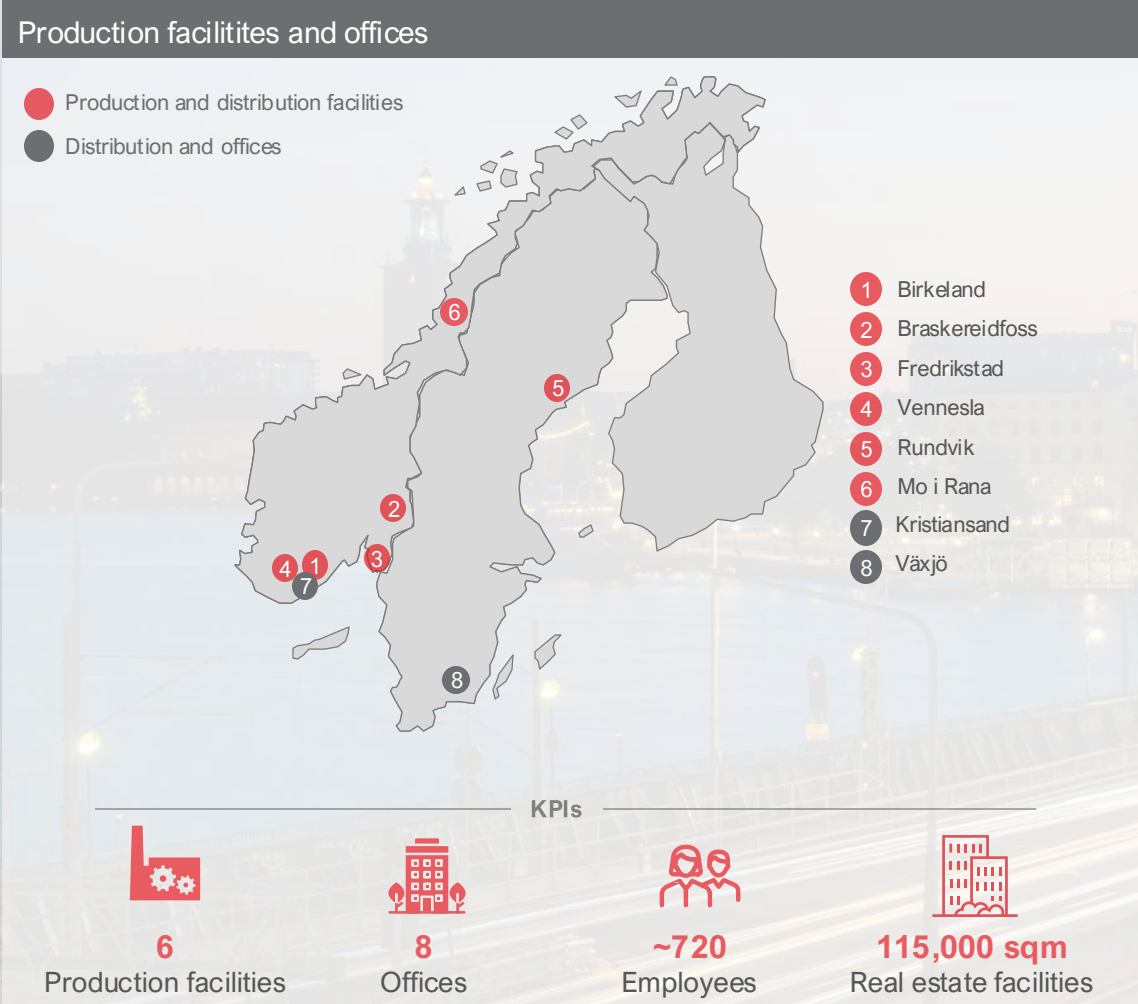 Production facilitites and offices
Production and distribution facilities
Distribution and offices
6
5
2
3
4
1
7
8
1 Birkeland
2 Braskereidfoss
3 Fredrikstad
4 Vennesla
5 Rundvik
6 Mo i Rana
7 Kristiansand
8 Växjö
KPIs
6
Production facilities
8
Offices
~720
Employees
115,000 sqm
Real estate facilities